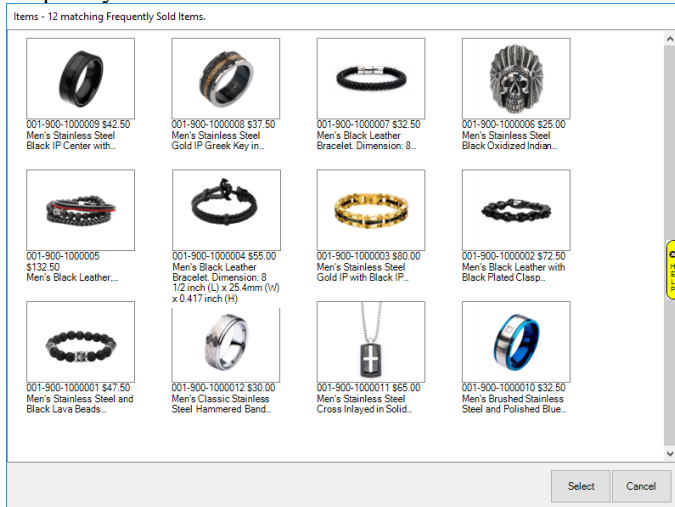 Items - 12 matching Frequently Sold Items.
001-900-1000009 $42.50
Men's Stainless Steel
Black IP Center with...
001-900-1000008 $37.50
Men's Stainless Steel
Gold IP Greek Key in...
001-900-1000007 $32.50
Men's Black Leather
Bracelet. Dimension: 8...
001-900-1000006 $25.00
Men's Stainless Steel
Black Oxidized Indian...
001-900-1000005
$132.50
Men's Black Leather,...
001-900-1000004 $55.00
Men's Black Leather
Bracelet. Dimension: 8
1/2 inch (L) x 25.4mm (W)
x 0.417 inch (H)
001-900-1000003 $80.00
Men's Stainless Steel
Gold IP with Black IP...
001-900-1000002 $72.50
Men's Black Leather with
Black Plated Clasp...
001-900-1000001 $47.50
Men's Stainless Steel and
Black Lava Beads...
001-900-1000012 $30.00
Men's Classic Stainless
Steel Hammered Band...
001-900-1000011 $65.00
Men's Stainless Steel
Cross Inlayed in Solid...
001-900-1000010 $32.50
Men's Brushed Stainless
Steel and Polished Blue...
HELP
Select
Cancel